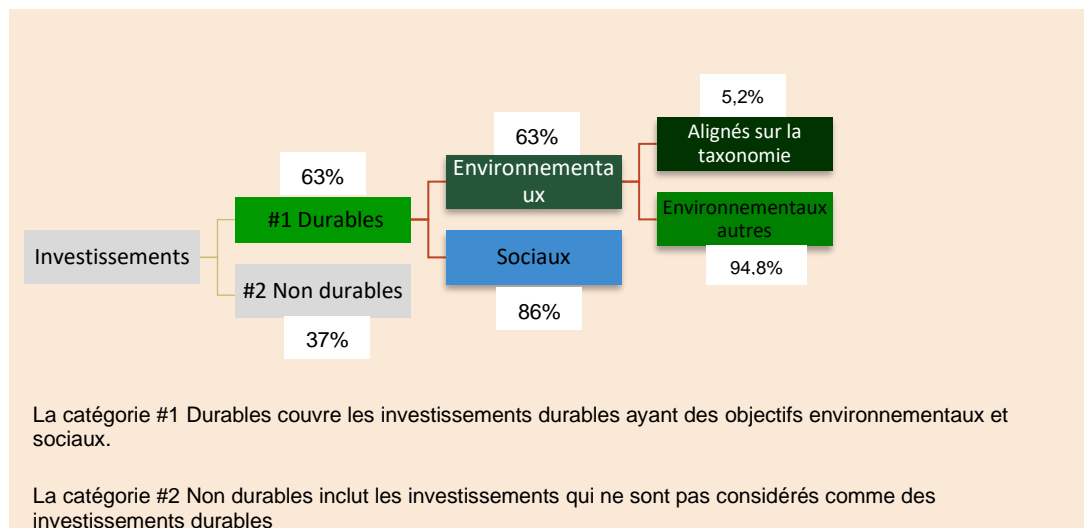 5,2%
Alignés sur la
taxonomie
63%
Environnementa
ux
63%
#1 Durables
Environnementaux
autres
94.8%
Investissements
Sociaux
86%
#2 Non durables
37%
La catégorie #1 Durables couvre les investissements durables ayant des objectifs environnementaux et
sociaux.
La catégorie #2 Non durables inclut les investissements qui ne sont pas considérés comme des
investissements durables